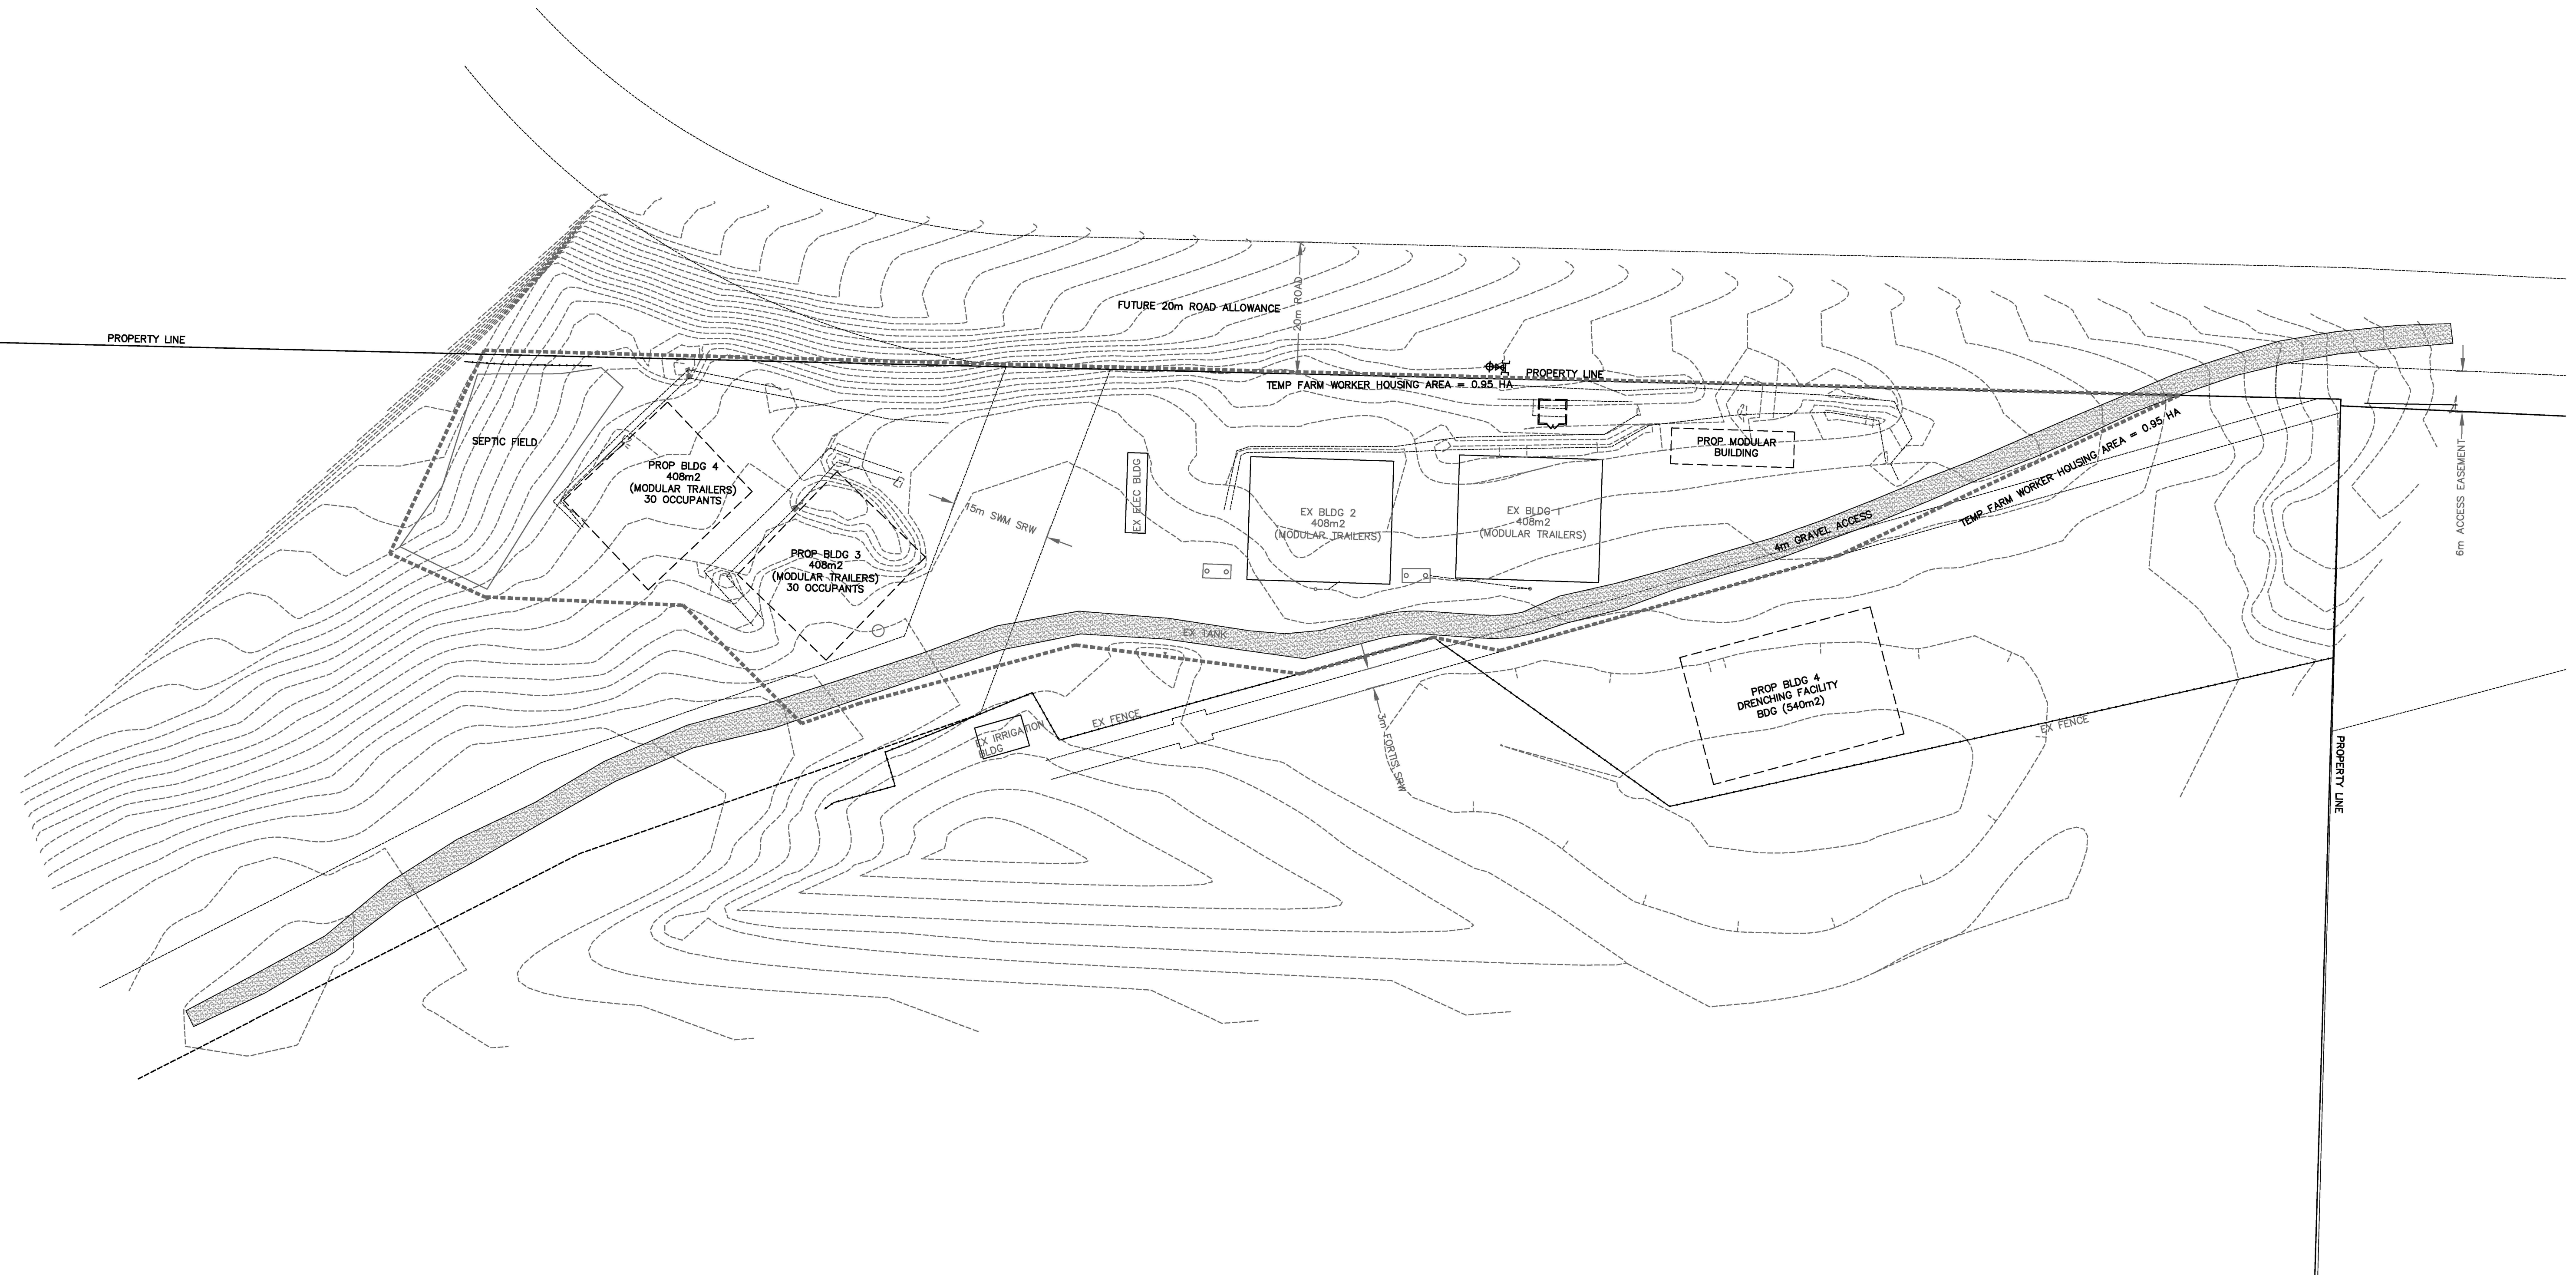 FUTURE 20m ROAD ALLOWANCE
20m ROAD
PROPERTY LINE
PROPERTY LINE
TEMP FARM WORKER HOUSING AREA = 0.95 HA
SEPTIC FIELD
PROP BLDG 4
408m2
(MODULAR TRAILERS)
30 OCCUPANTS
PROP BLDG 3
408m2
(MODULAR TRAILERS)
30 OCCUPANTS
15m SWM SRW
EX ELEC BLDG
EX BLDG 2
408m2
(MODULAR TRAILERS)
EX BLDG 1
408m2
(MODULAR TRAILERS)
PROP MODULAR
BUILDING
TEMP FARM WORKER HOUSING AREA = 0.95 HA
4m GRAVEL ACCESS
6m ACCESS EASEMENT
EX TANK
EX IRRIGATION
BLDG
EX FENCE
3m FORTIS SRW
PROP BLDG 4
DRENCHING FACILITY
BDG (540m2)
EX FENCE
PROPERTY LINE